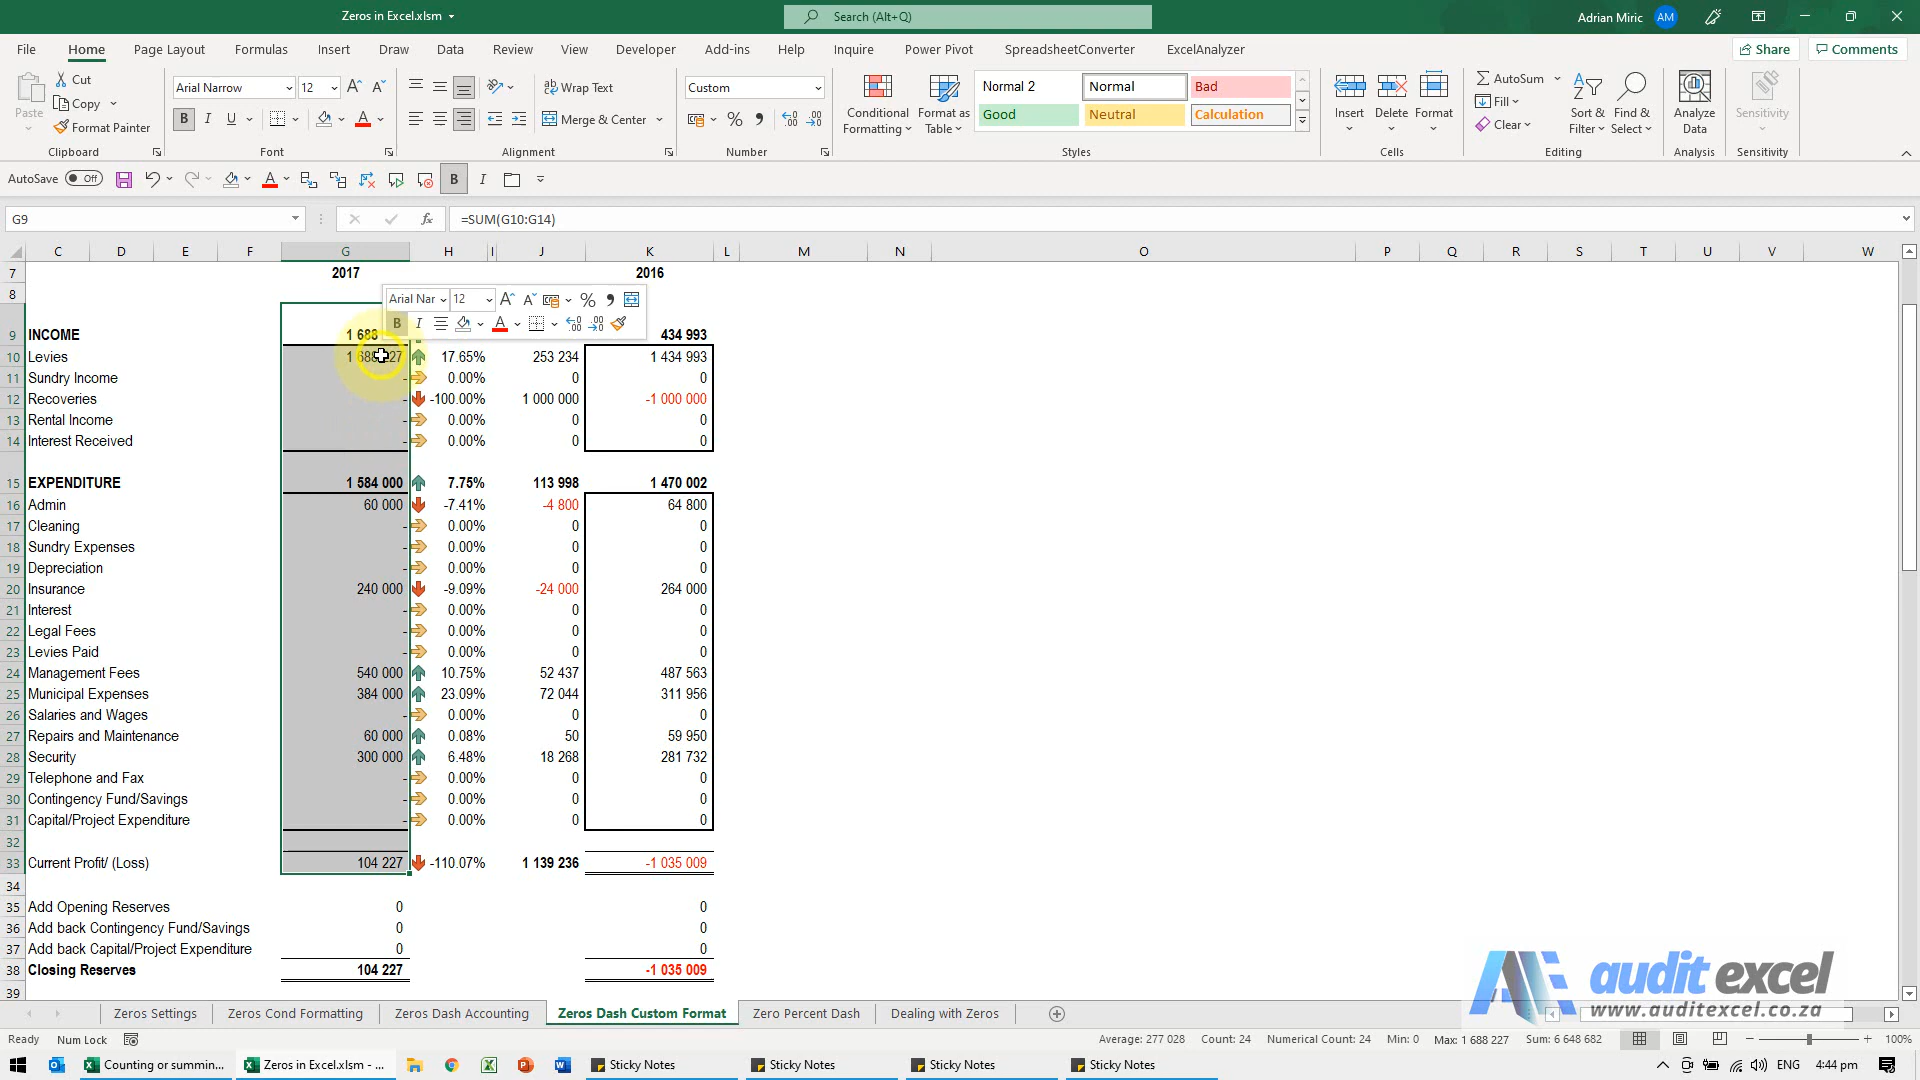 Zeros in Excel.xlsm
Search (Alt+Q)
Adrian Miric AM
File Home Page Layout Formulas Insert Draw Data Review View Developer Add-ins Help Inquire Power Pivot SpreadsheetConverter ExcelAnalyzer Share Comments
Paste Cut Copy Format Painter
Clipboard
Arial Narrow 12
B I U
Font
Wrap Text
Merge & Center
Alignment
Custom
Number
Conditional Formatting
Format as Table
Normal 2 Normal Bad
Good Neutral Calculation
Styles
Insert Delete Format
Cells
AutoSum
Fill
Clear
Sort & Filter
Find & Select
Editing
Analyze Data
Analysis
Sensitivity
Sensitivity
AutoSave Off B I
G9 fx =SUM(G10:G14)
C D E F G H I J K L M N O P Q R S T U V W
7 2017 2016
8
Arial Nar 12
B I
9 INCOME 1 688 434 993
10 Levies 1 688 227 17.65% 253 234 1 434 993
11 Sundry Income - 0.00% 0 0
12 Recoveries - -100.00% 1 000 000 -1 000 000
13 Rental Income - 0.00% 0 0
14 Interest Received - 0.00% 0 0
15 EXPENDITURE 1 584 000 7.75% 113 998 1 470 002
16 Admin 60 000 -7.41% -4 800 64 800
17 Cleaning - 0.00% 0 0
18 Sundry Expenses - 0.00% 0 0
19 Depreciation - 0.00% 0 0
20 Insurance 240 000 -9.09% -24 000 264 000
21 Interest - 0.00% 0 0
22 Legal Fees - 0.00% 0 0
23 Levies Paid - 0.00% 0 0
24 Management Fees 540 000 10.75% 52 437 487 563
25 Municipal Expenses 384 000 23.09% 72 044 311 956
26 Salaries and Wages - 0.00% 0 0
27 Repairs and Maintenance 60 000 0.08% 50 59 950
28 Security 300 000 6.48% 18 268 281 732
29 Telephone and Fax - 0.00% 0 0
30 Contingency Fund/Savings - 0.00% 0 0
31 Capital/Project Expenditure - 0.00% 0 0
32
33 Current Profit/ (Loss) 104 227 -110.07% 1 139 236 -1 035 009
34
35 Add Opening Reserves 0 0
36 Add back Contingency Fund/Savings 0 0
37 Add back Capital/Project Expenditure 0 0
38 Closing Reserves 104 227 -1 035 009
39
audit excel
www.auditexcel.co.za
Zeros Settings Zeros Cond Formatting Zeros Dash Accounting Zeros Dash Custom Format Zero Percent Dash Dealing with Zeros
Ready Num Lock Average: 277 028 Count: 24 Numerical Count: 24 Min: 0 Max: 1 688 227 Sum: 6 648 682 100%
Counting or summin... Zeros in Excel.xlsm - ... Sticky Notes Sticky Notes Sticky Notes Sticky Notes ENG 4:44 pm